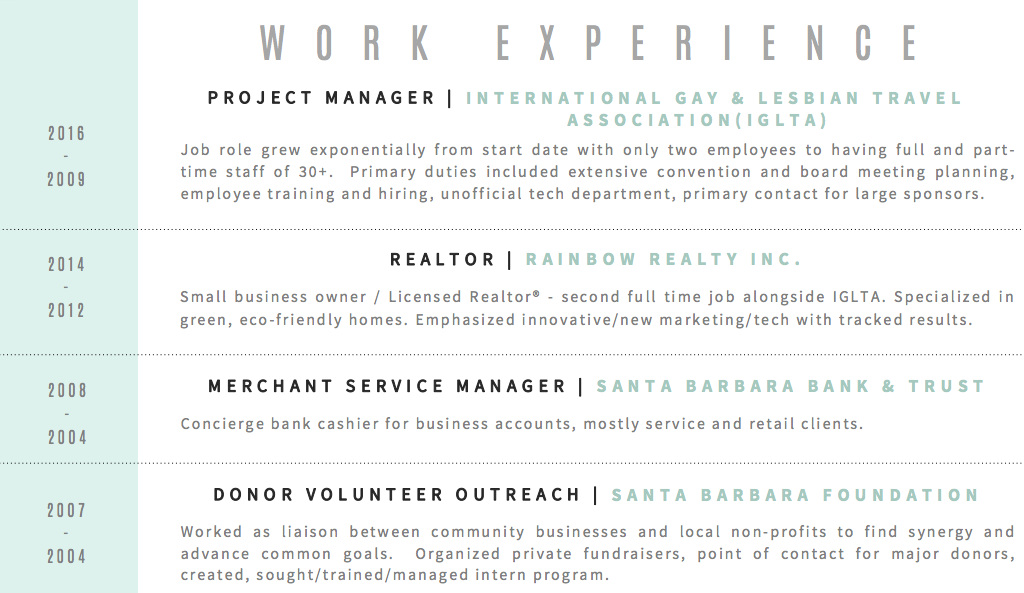 WORK EXPERIENCE
PROJECT MANAGER | INTERNATIONAL GAY & LESBIAN TRAVEL
ASSOCIATION(IGLTA)
2016
-
2009
Job role grew exponentially from start date with only two employees to having full and part-
time staff of 30+.  Primary duties included extensive convention and board meeting planning,
employee training and hiring, unofficial tech department, primary contact for large sponsors.
2014
-
2012
REALTOR | RAINBOW REALTY INC.
Small business owner / Licensed Realtor® - second full time job alongside IGLTA. Specialized in
green, eco-friendly homes. Emphasized innovative/new marketing/tech with tracked results.
2008
-
2004
MERCHANT SERVICE MANAGER | SANTA BARBARA BANK & TRUST
Concierge bank cashier for business accounts, mostly service and retail clients.
2007
-
2004
DONOR VOLUNTEER OUTREACH | SANTA BARBARA FOUNDATION
Worked as liaison between community businesses and local non-profits to find synergy and
advance common goals.  Organized private fundraisers, point of contact for major donors,
created, sought/trained/managed intern program.